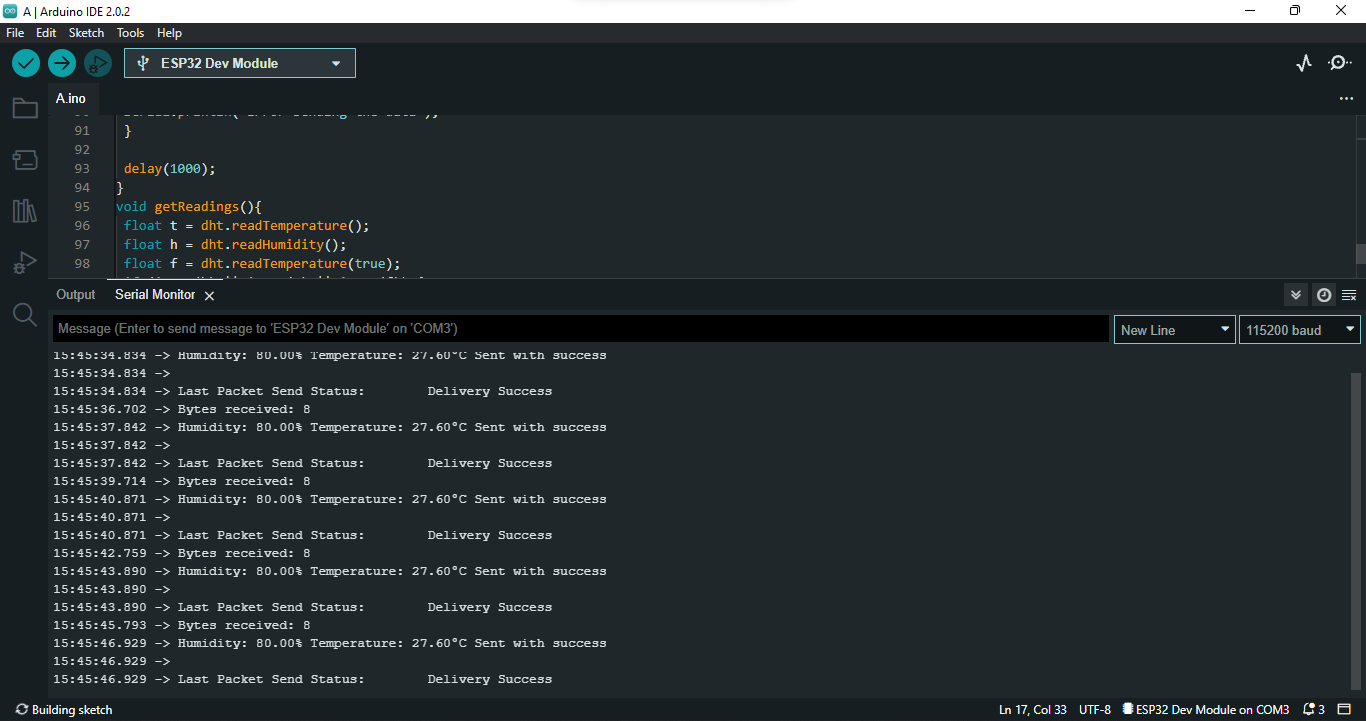 A | Arduino IDE 2.0.2
File Edit Sketch Tools Help
ESP32 Dev Module
A.ino
91 }
92
93 delay(1000);
94 }
95 void getReadings(){
96 float t = dht.readTemperature();
97 float h = dht.readHumidity();
98 float f = dht.readTemperature(true);
Output Serial Monitor
Message (Enter to send message to 'ESP32 Dev Module' on 'COM3')
New Line 115200 baud
15:45:34.834 -> Humidity: 80.00% Temperature: 27.60°C Sent with success
15:45:34.834 ->
15:45:34.834 -> Last Packet Send Status: Delivery Success
15:45:36.702 -> Bytes received: 8
15:45:37.842 -> Humidity: 80.00% Temperature: 27.60°C Sent with success
15:45:37.842 ->
15:45:37.842 -> Last Packet Send Status: Delivery Success
15:45:39.714 -> Bytes received: 8
15:45:40.871 -> Humidity: 80.00% Temperature: 27.60°C Sent with success
15:45:40.871 ->
15:45:40.871 -> Last Packet Send Status: Delivery Success
15:45:42.759 -> Bytes received: 8
15:45:43.890 -> Humidity: 80.00% Temperature: 27.60°C Sent with success
15:45:43.890 ->
15:45:43.890 -> Last Packet Send Status: Delivery Success
15:45:45.793 -> Bytes received: 8
15:45:46.929 -> Humidity: 80.00% Temperature: 27.60°C Sent with success
15:45:46.929 ->
15:45:46.929 -> Last Packet Send Status: Delivery Success
Building sketch
Ln 17, Col 33 UTF-8 ESP32 Dev Module on COM3 3